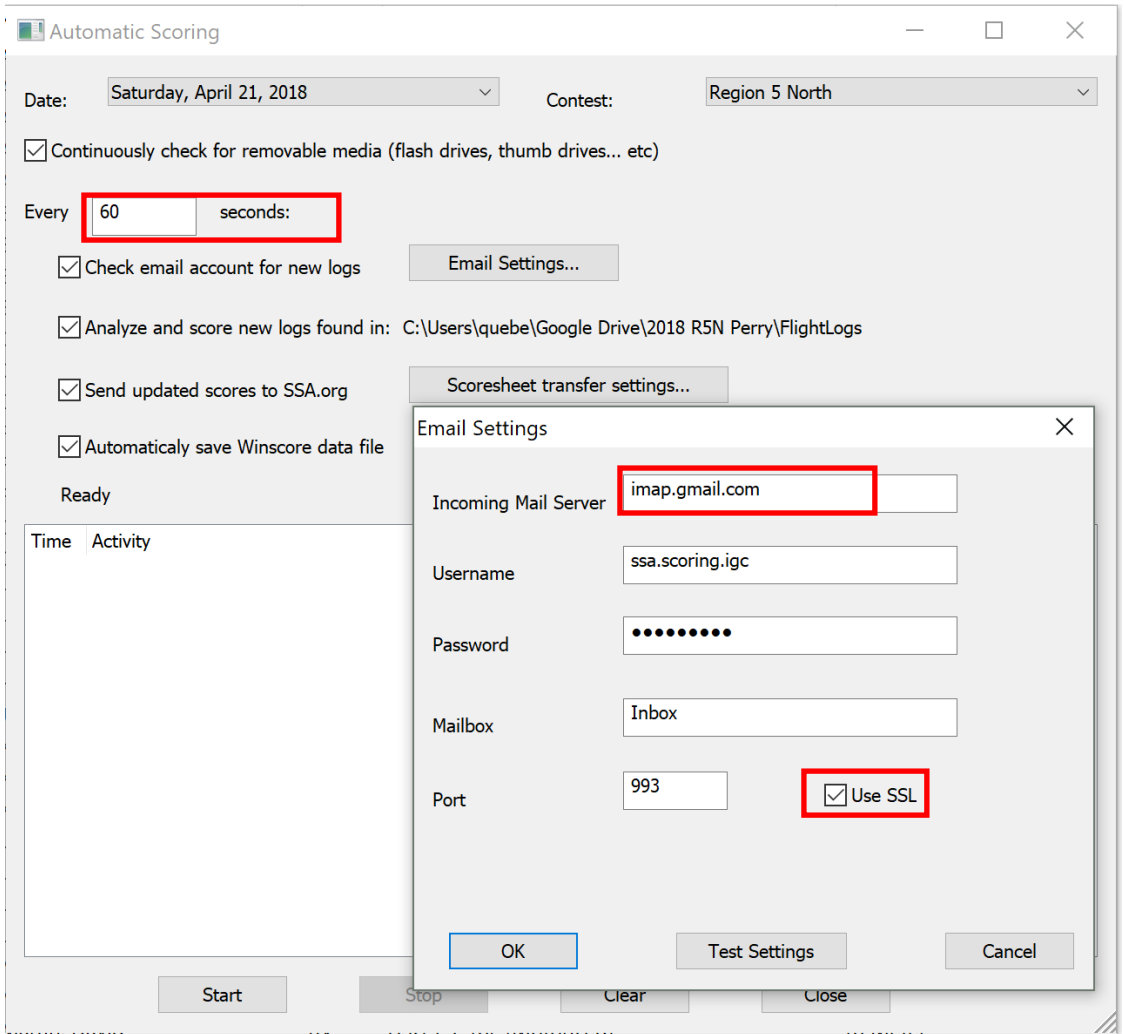 Automatic Scoring
Date: Saturday, April 21, 2018 Contest: Region 5 North
Continuously check for removable media (flash drives, thumb drives... etc)
Every 60 seconds:
Check email account for new logs Email Settings...
Analyze and score new logs found in: C:\Users\quebe\Google Drive\2018 R5N Perry\FlightLogs
Send updated scores to SSA.org Scoresheet transfer settings...
Automaticaly save Winscore data file
Ready
Time Activity
Email Settings
Incoming Mail Server imap.gmail.com
Username ssa.scoring.igc
Password •••••••••
Mailbox Inbox
Port 993 Use SSL
OK Test Settings Cancel
Start Stop Clear Close